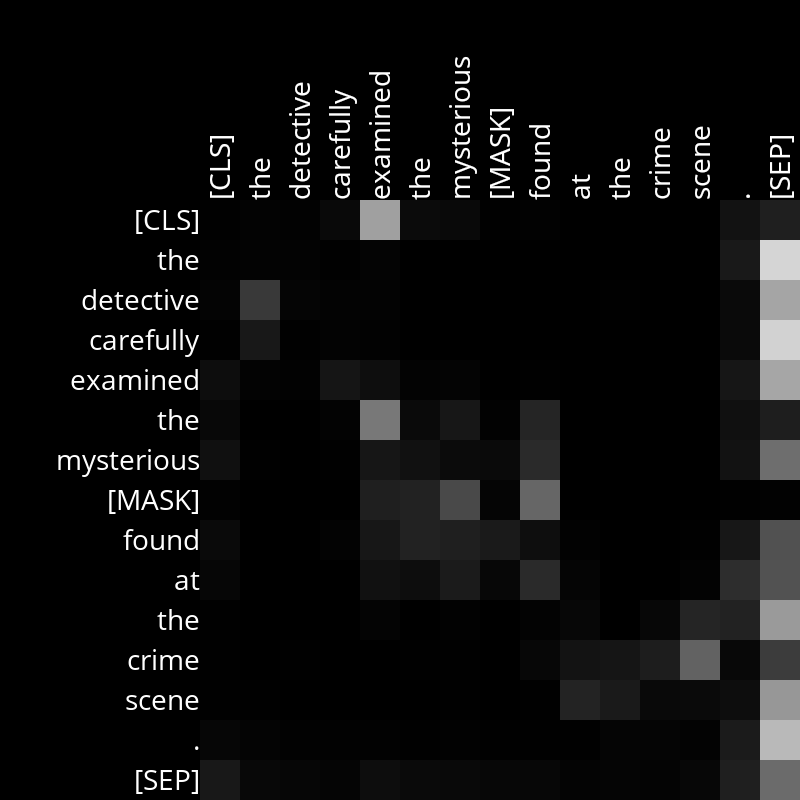 [CLS] the detective carefully examined the mysterious [MASK] found at the crime scene . [SEP]
[CLS]
the
detective
carefully
examined
the
mysterious
[MASK]
found
at
the
crime
scene
.
[SEP]